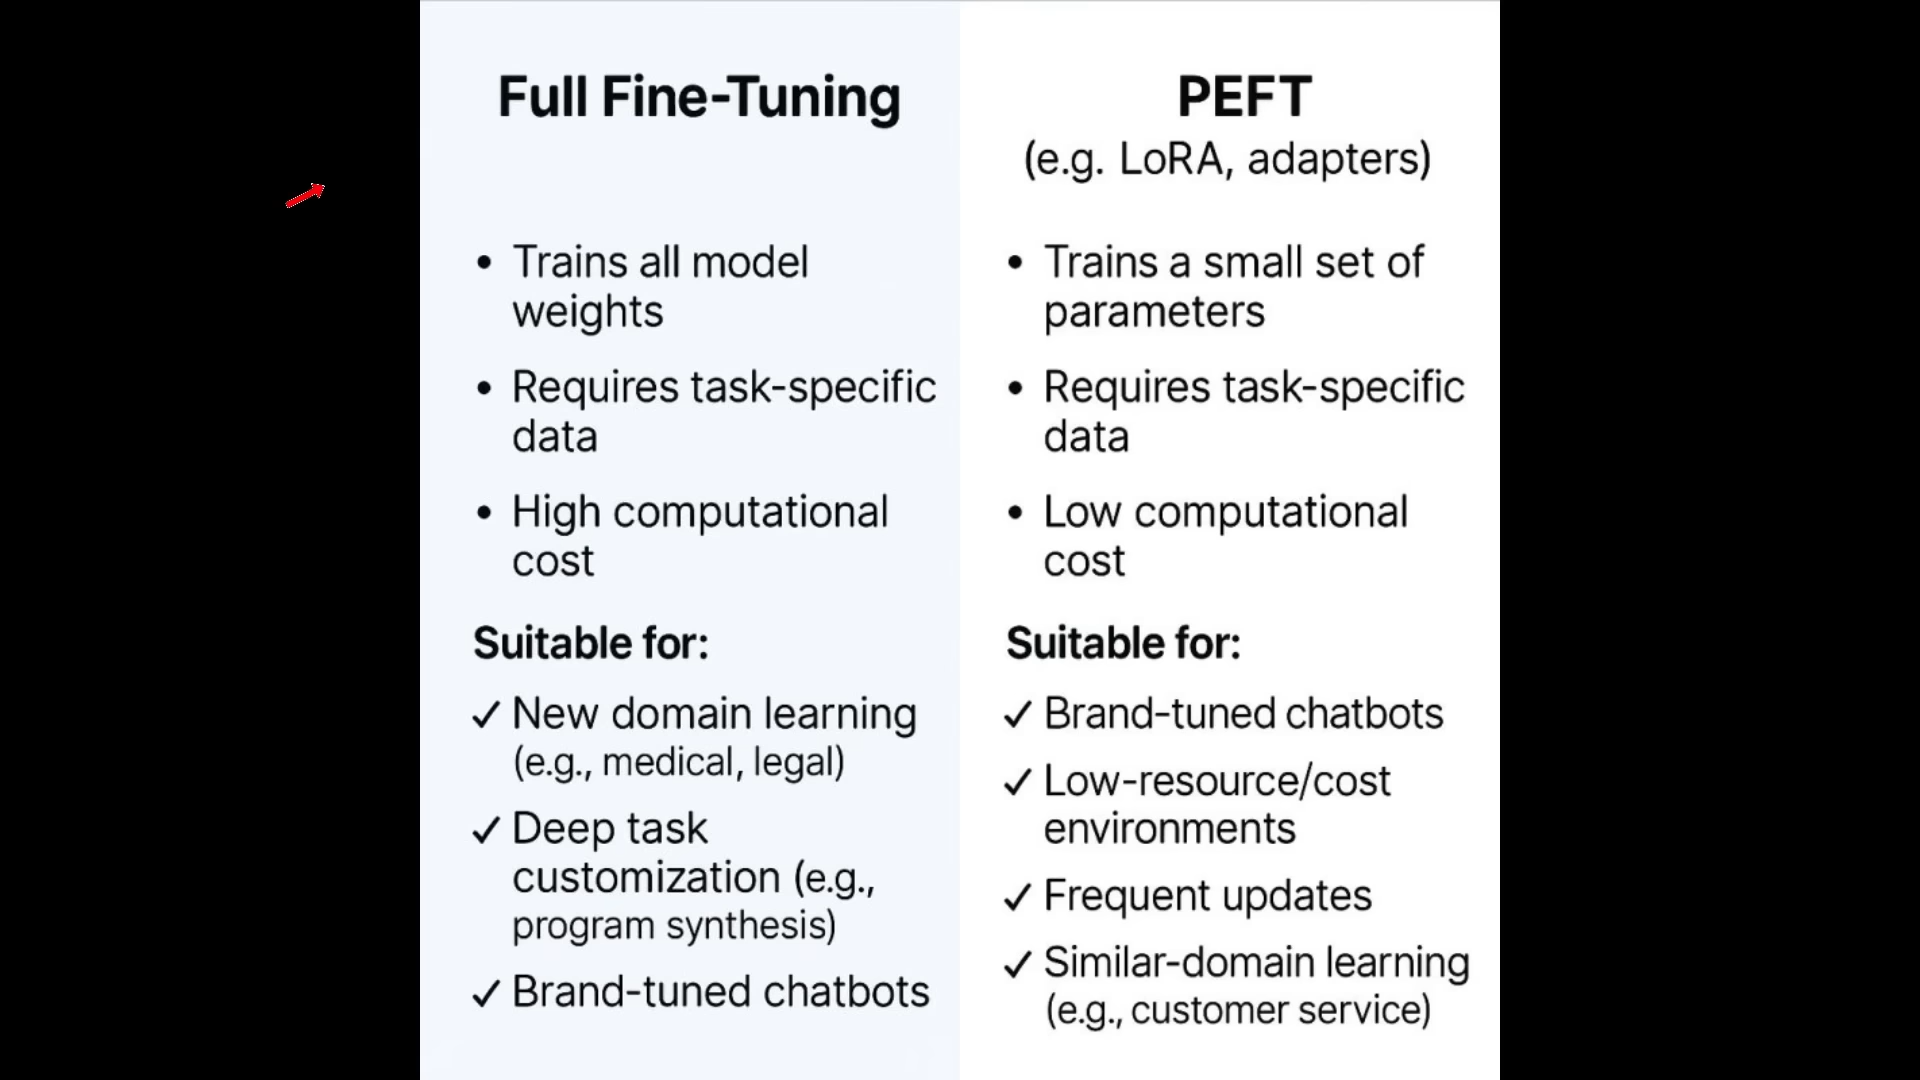 Full Fine-Tuning
• Trains all model
weights
• Requires task-specific
data
• High computational
cost
Suitable for:
✓ New domain learning
(e.g., medical, legal)
✓ Deep task
customization (e.g.,
program synthesis)
✓ Brand-tuned chatbots
PEFT
(e.g. LoRA, adapters)
• Trains a small set of
parameters
• Requires task-specific
data
• Low computational
cost
Suitable for:
✓ Brand-tuned chatbots
✓ Low-resource/cost
environments
✓ Frequent updates
✓ Similar-domain learning
(e.g., customer service)